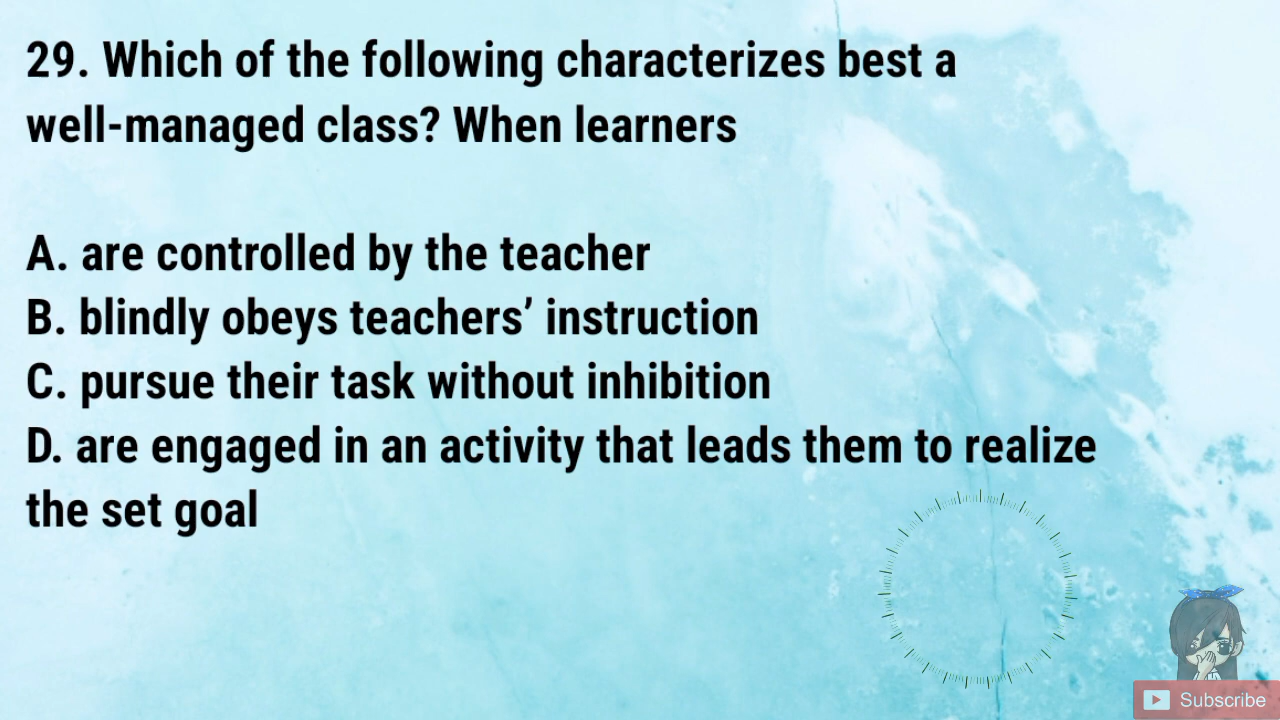 29. Which of the following characterizes best a
well-managed class? When learners
A. are controlled by the teacher
B. blindly obeys teachers’ instruction
C. pursue their task without inhibition
D. are engaged in an activity that leads them to realize
the set goal
Subscribe